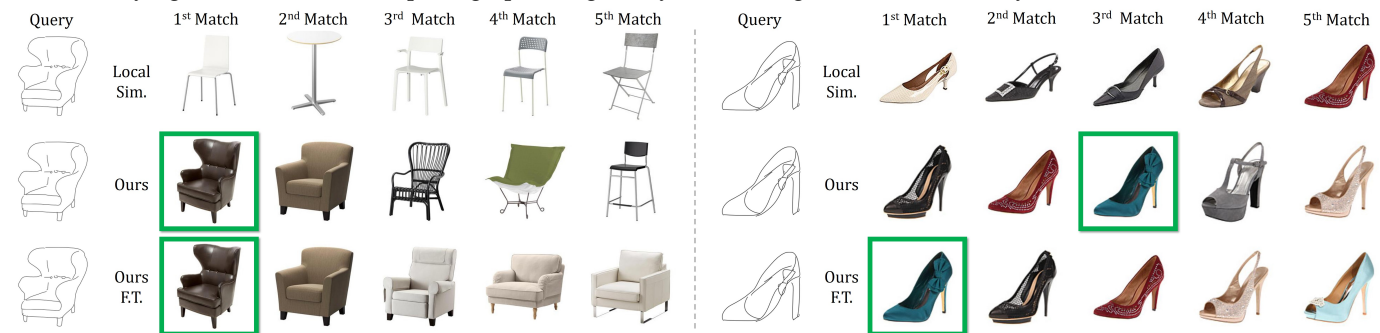 Query 1st Match 2nd Match 3rd Match 4th Match 5th Match
Local
Sim.
Ours
Ours
F.T.
Query 1st Match 2nd Match 3rd Match 4th Match 5th Match
Local
Sim.
Ours
Ours
F.T.